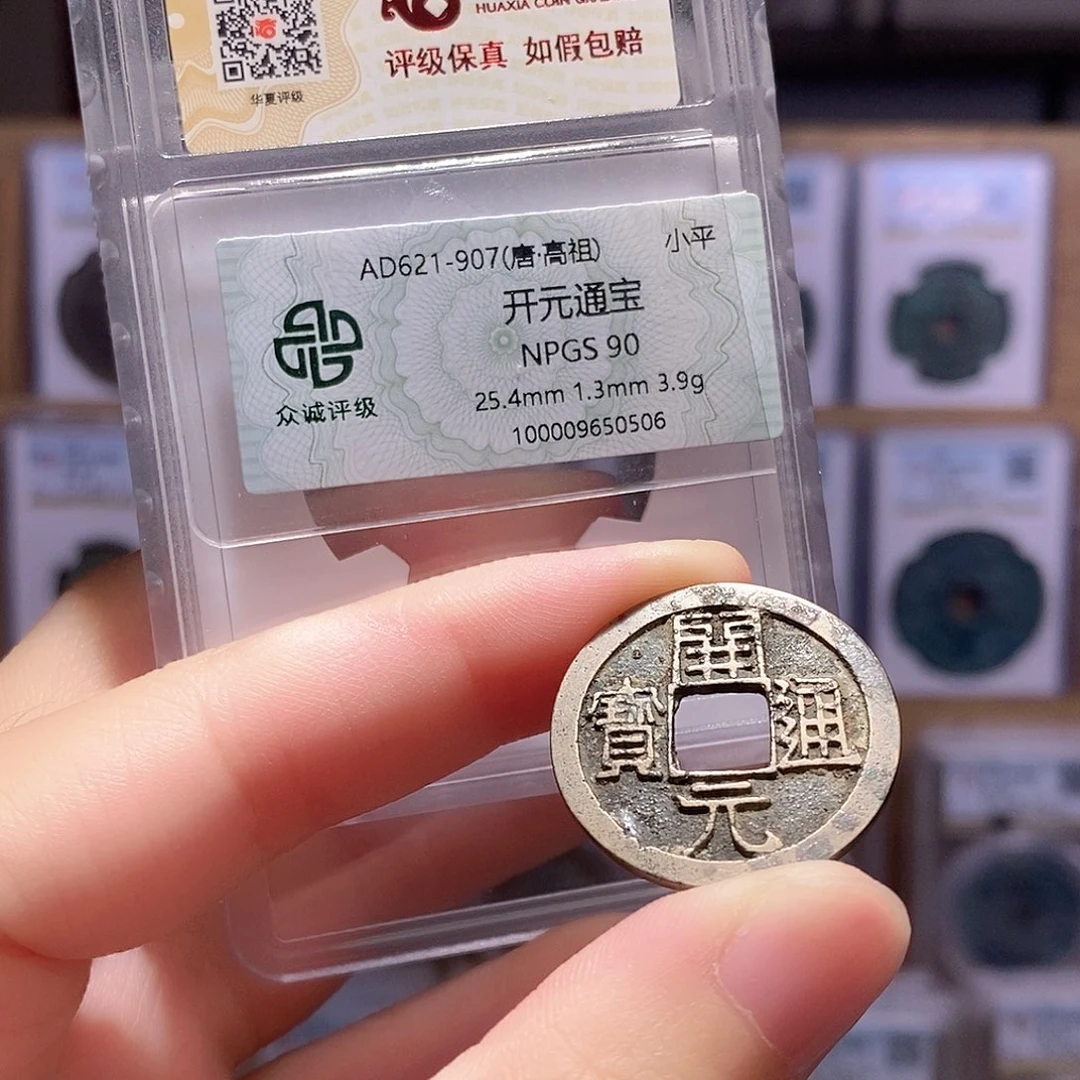 HUAXIA COIN
评级保真 如假包赔
华夏评级
AD621-907(唐·高祖) 小平
开元通宝
NPGS 90
25.4mm 1.3mm 3.9g
100009650506
众诚评级
開
寶 通
元